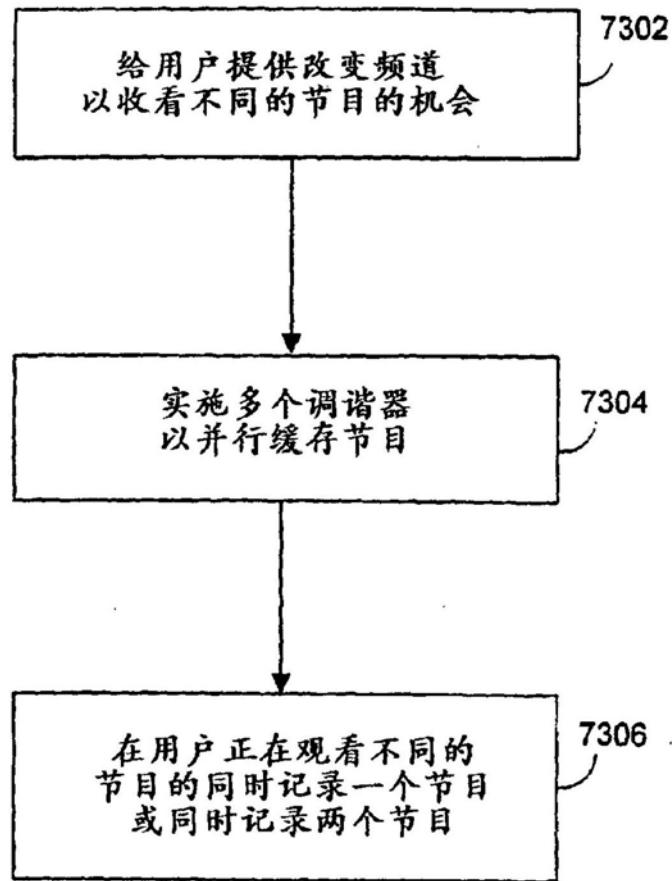 7302
给用户提供改变频道
以收看不同的节目的机会
7304
实施多个调谐器
以并行缓存节目
7306
在用户正在观看不同的
节目的同时记录一个节目
或同时记录两个节目